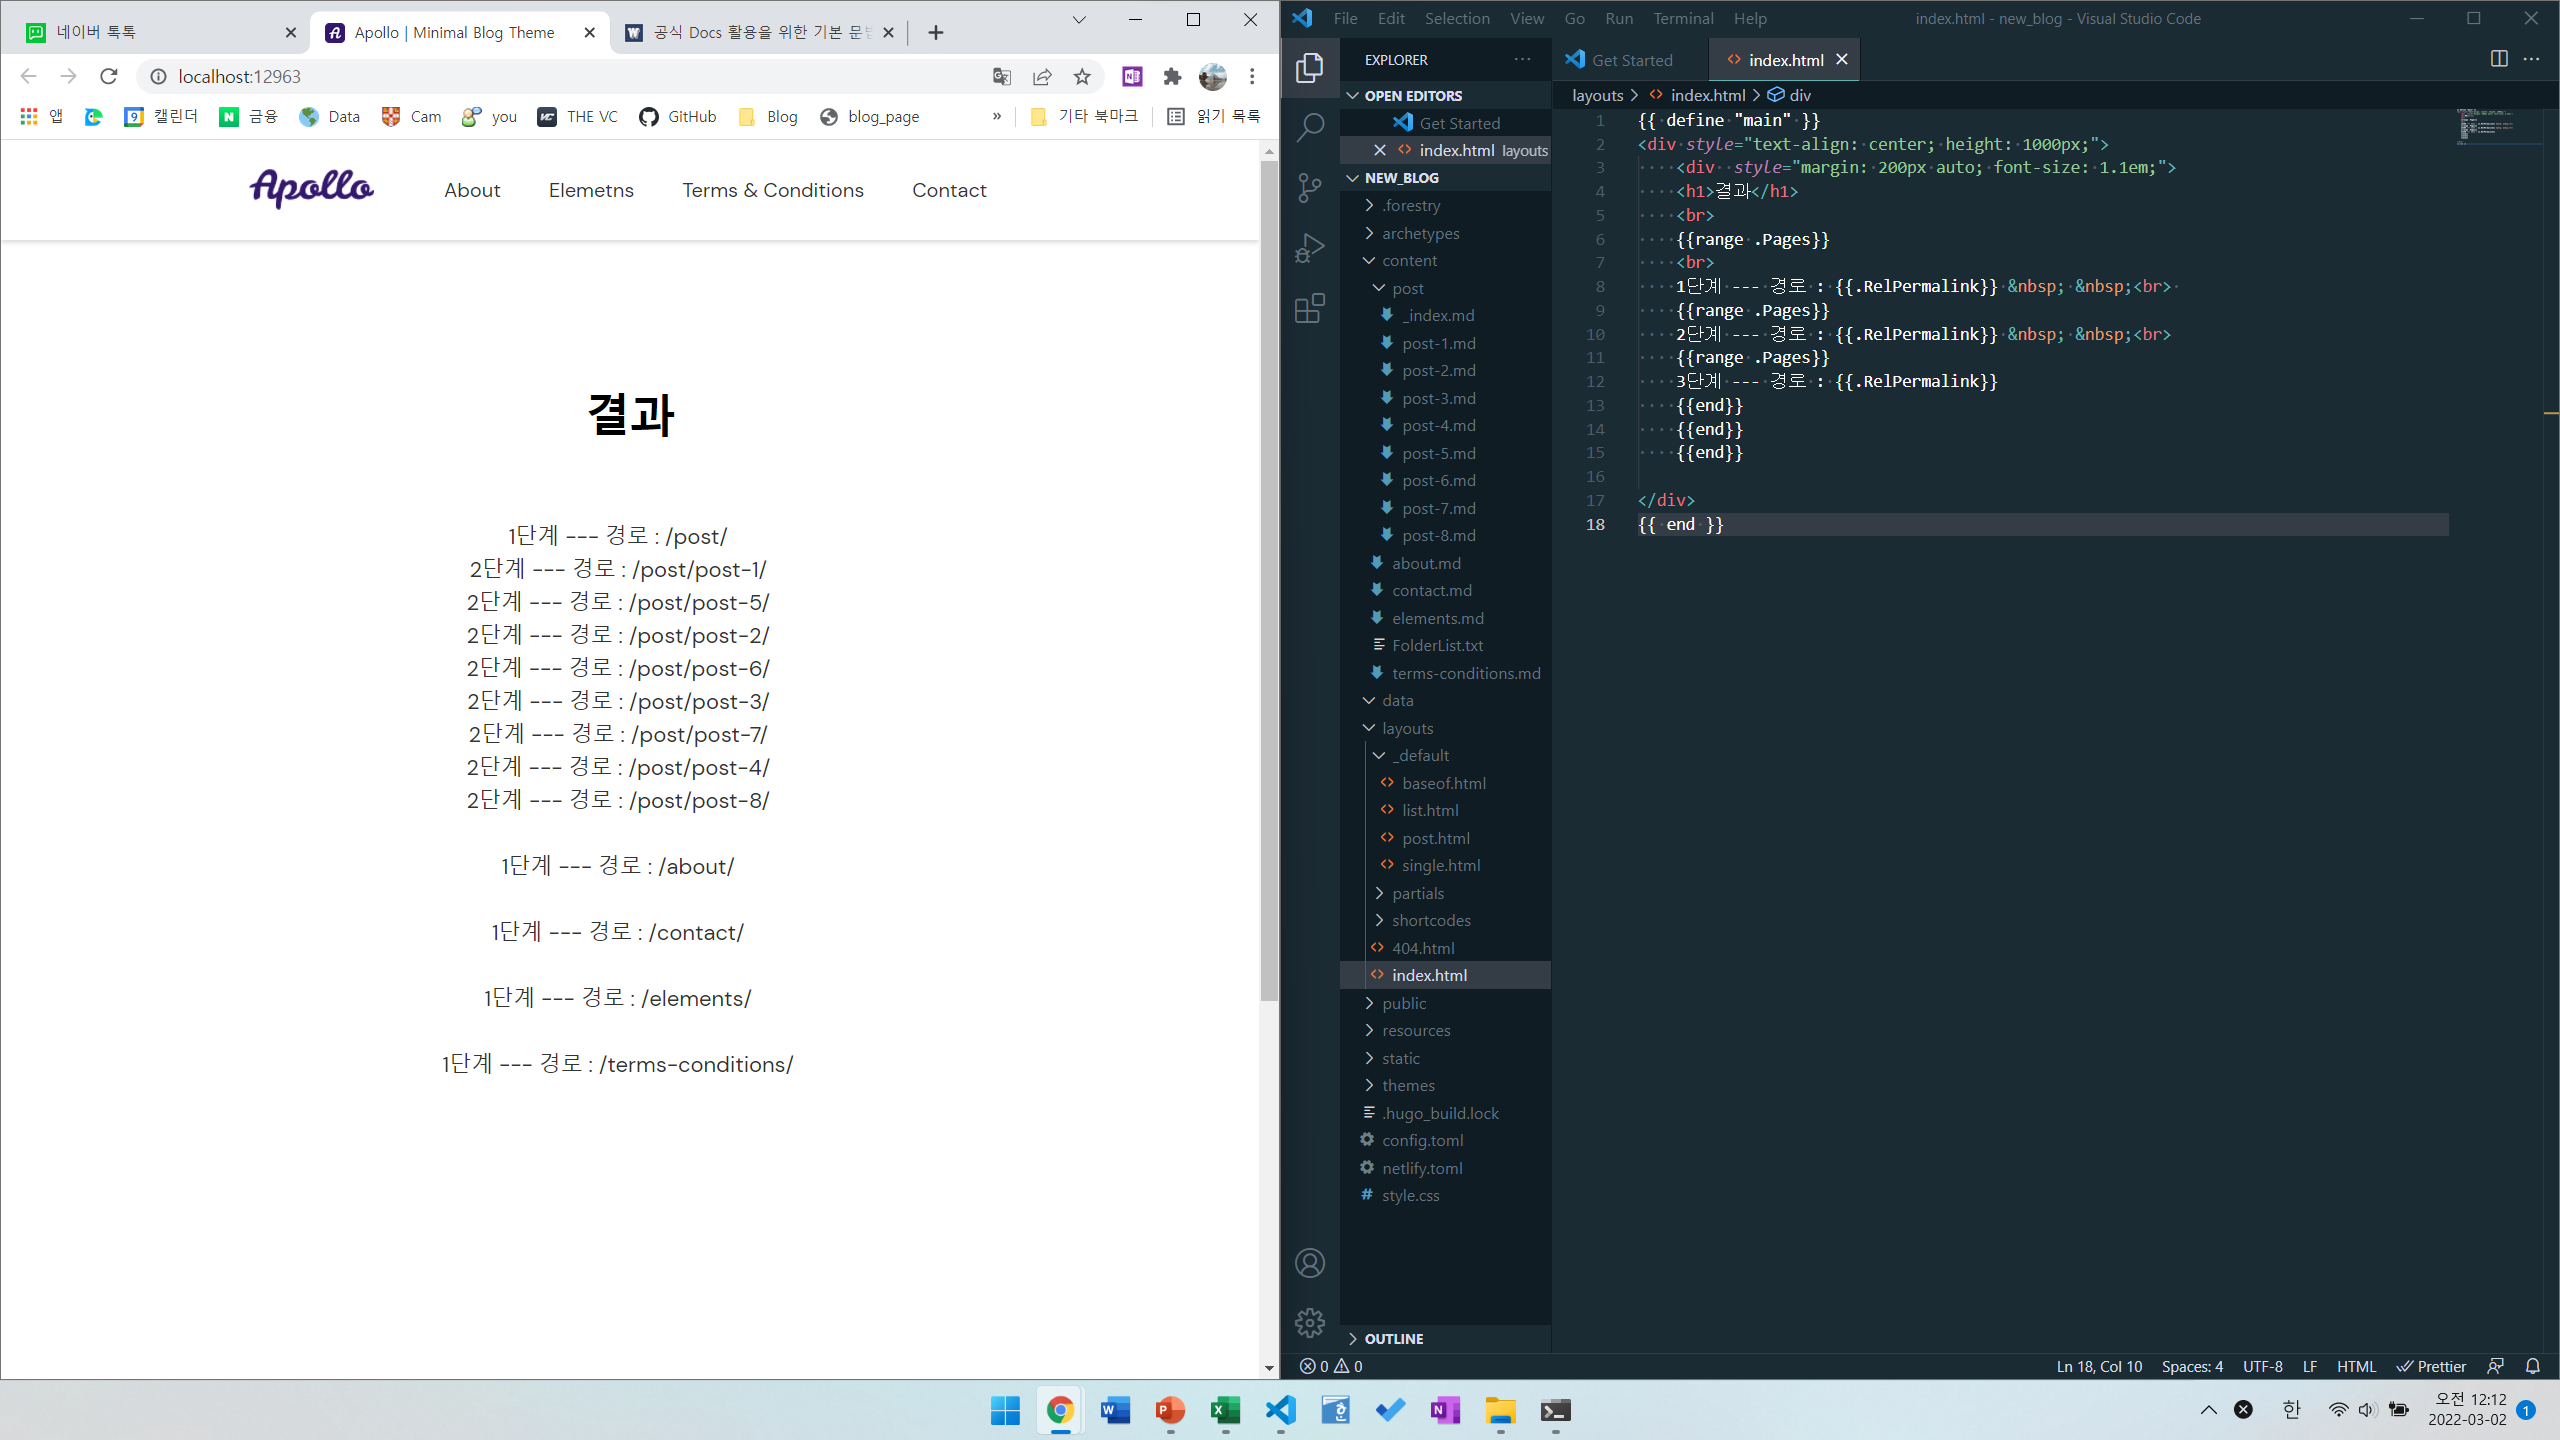 네이버 톡톡
Apollo | Minimal Blog Theme
공식 Docs 활용을 위한 기본 문
localhost:12963
앱
캘린더
금융
Data
Cam
you
THE VC
GitHub
Blog
blog_page
»
기타 북마크
읽기 목록
Apollo
About
Elemetns
Terms & Conditions
Contact
결과
1단계 --- 경로 : /post/
2단계 --- 경로 : /post/post-1/
2단계 --- 경로 : /post/post-5/
2단계 --- 경로 : /post/post-2/
2단계 --- 경로 : /post/post-6/
2단계 --- 경로 : /post/post-3/
2단계 --- 경로 : /post/post-7/
2단계 --- 경로 : /post/post-4/
2단계 --- 경로 : /post/post-8/
1단계 --- 경로 : /about/
1단계 --- 경로 : /contact/
1단계 --- 경로 : /elements/
1단계 --- 경로 : /terms-conditions/
File Edit Selection View Go Run Terminal Help
index.html - new_blog - Visual Studio Code
EXPLORER
OPEN EDITORS
Get Started
index.html layouts
NEW_BLOG
.forestry
archetypes
content
post
_index.md
post-1.md
post-2.md
post-3.md
post-4.md
post-5.md
post-6.md
post-7.md
post-8.md
about.md
contact.md
elements.md
FolderList.txt
terms-conditions.md
data
layouts
_default
baseof.html
list.html
post.html
single.html
partials
shortcodes
404.html
index.html
public
resources
static
themes
.hugo_build.lock
config.toml
netlify.toml
style.css
OUTLINE
Get Started
index.html
layouts > index.html > div
1 {{ define "main" }}
2 <div style="text-align: center; height: 1000px;">
3 <div  style="margin: 200px auto; font-size: 1.1em;">
4 <h1>결과</h1>
5 <br>
6 {{range .Pages}}
7 <br>
8 1단계 --- 경로 : {{.RelPermalink}} &nbsp; &nbsp;<br>
9 {{range .Pages}}
10 2단계 --- 경로 : {{.RelPermalink}} &nbsp; &nbsp;<br>
11 {{range .Pages}}
12 3단계 --- 경로 : {{.RelPermalink}}
13 {{end}}
14 {{end}}
15 {{end}}
16
17 </div>
18 {{ end }}
0 0
Ln 18, Col 10
Spaces: 4
UTF-8
LF
HTML
Prettier
한
오전 12:12
2022-03-02
1